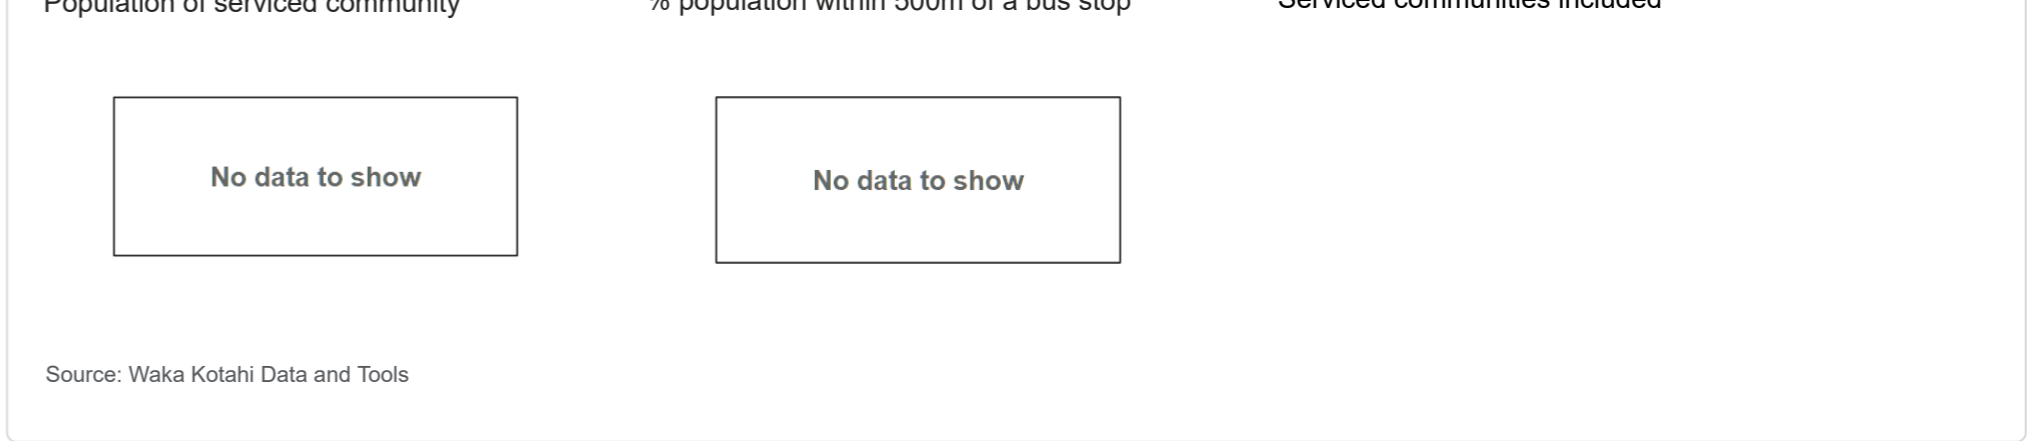 Population of serviced community
% population within 500m of a bus stop
Serviced communities included
No data to show
No data to show
Source: Waka Kotahi Data and Tools